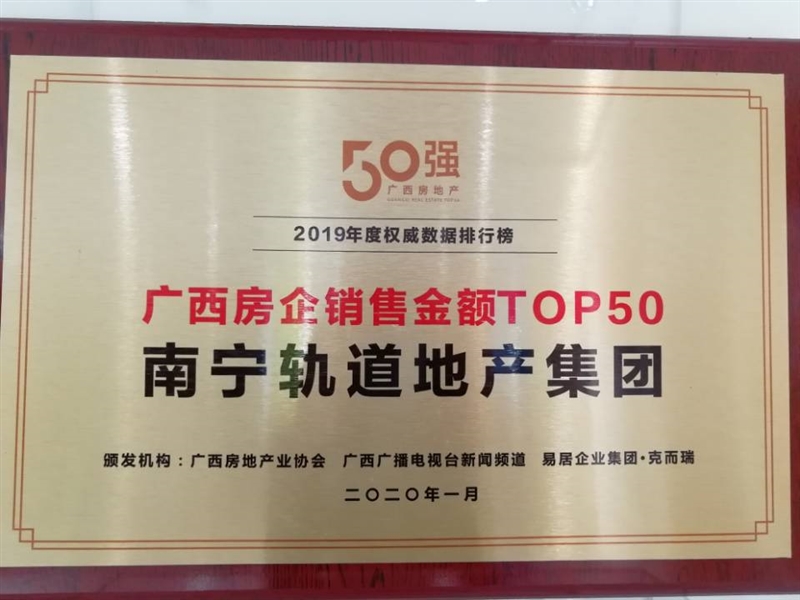 50强
广西房地产
GUANGXI REAL ESTATE TOP50
2019年度权威数据排行榜
广西房企销售金额TOP50
南宁轨道地产集团
颁发机构：广西房地产业协会 广西广播电视台新闻频道 易居企业集团·克而瑞
二〇二〇年一月